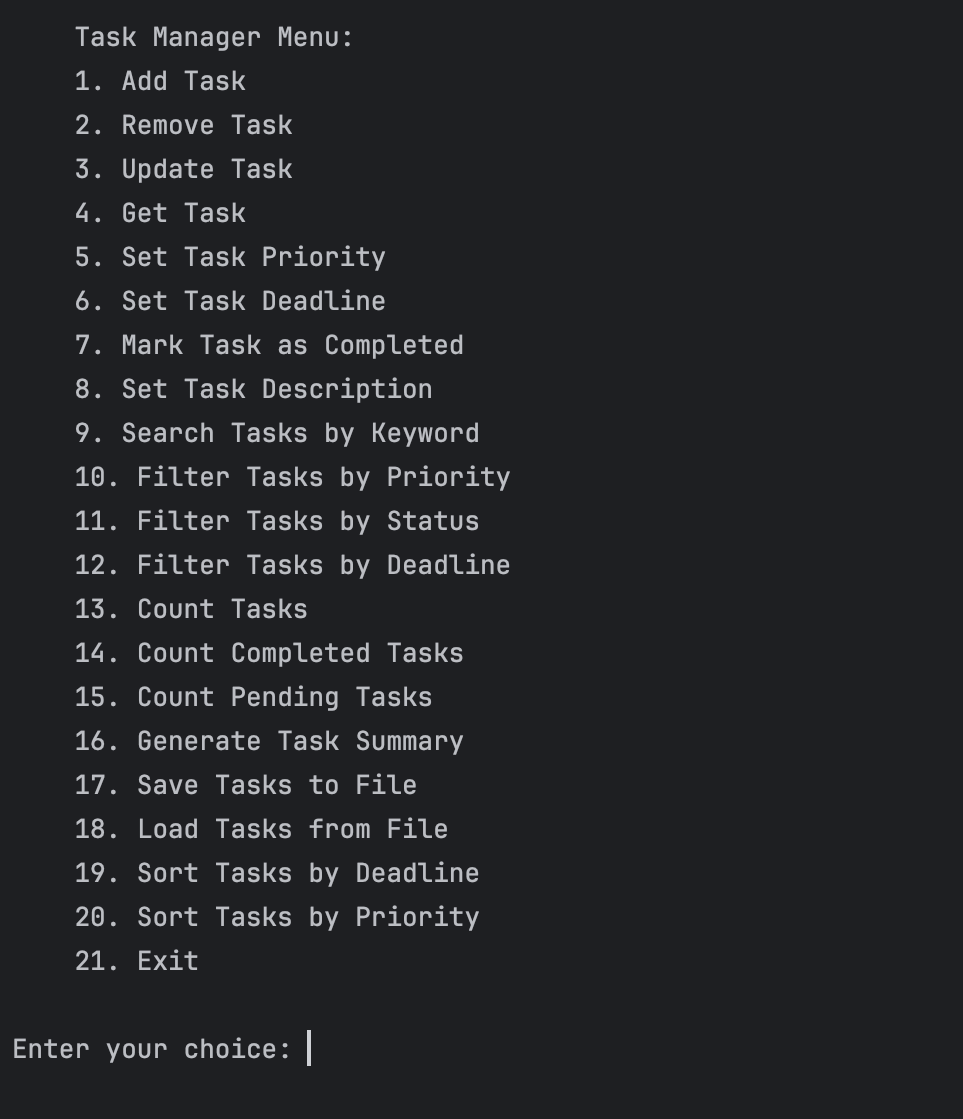 Task Manager Menu:
1. Add Task
2. Remove Task
3. Update Task
4. Get Task
5. Set Task Priority
6. Set Task Deadline
7. Mark Task as Completed
8. Set Task Description
9. Search Tasks by Keyword
10. Filter Tasks by Priority
11. Filter Tasks by Status
12. Filter Tasks by Deadline
13. Count Tasks
14. Count Completed Tasks
15. Count Pending Tasks
16. Generate Task Summary
17. Save Tasks to File
18. Load Tasks from File
19. Sort Tasks by Deadline
20. Sort Tasks by Priority
21. Exit
Enter your choice: